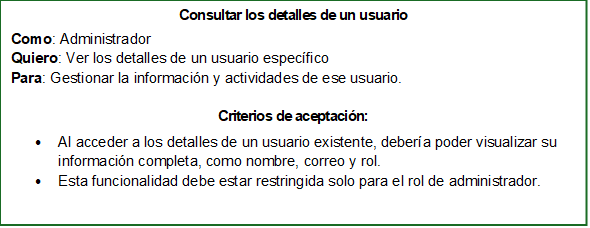 Consultar los detalles de un usuario
Como: Administrador
Quiero: Ver los detalles de un usuario específico
Para: Gestionar la información y actividades de ese usuario.
Criterios de aceptación:
• Al acceder a los detalles de un usuario existente, debería poder visualizar su
información completa, como nombre, correo y rol.
• Esta funcionalidad debe estar restringida solo para el rol de administrador.